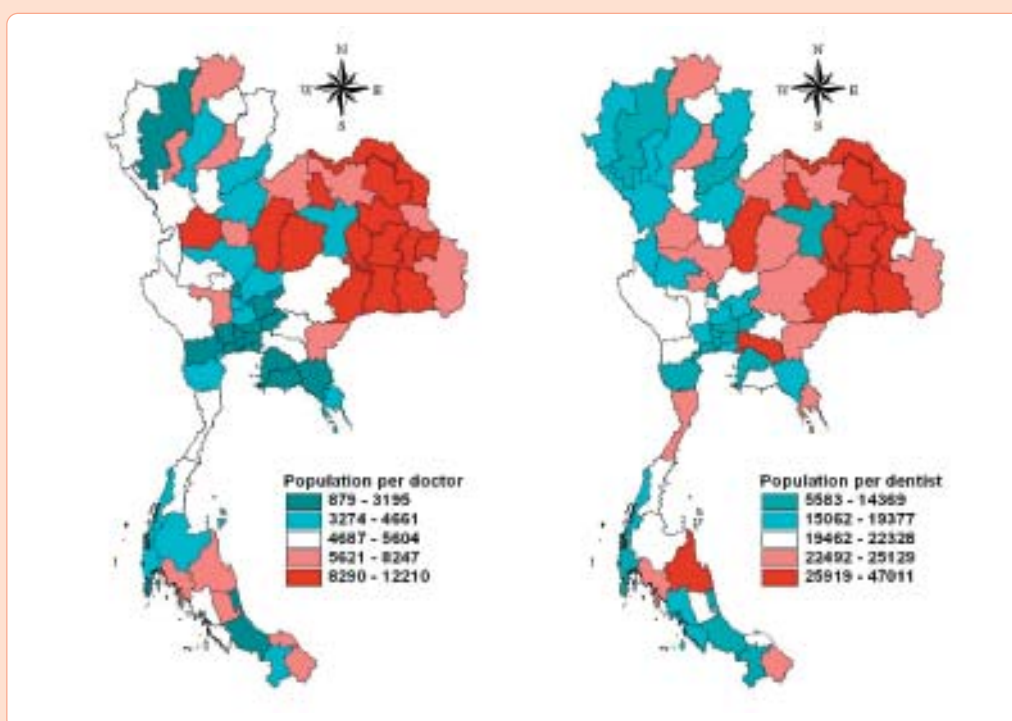 N
W E
S
Population per doctor
879 - 3195
3274 - 4661
4687 - 5604
5621 - 8247
8290 - 12210
N
W E
S
Population per dentist
5583 - 14369
15062 - 19377
19462 - 22328
22492 - 25129
25919 - 47011